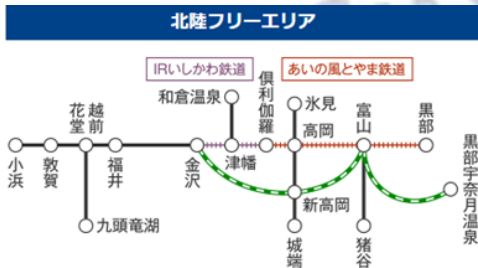 北陸フリーエリア
IRいしかわ鉄道
あいの風とやま鉄道
和倉温泉
倶利伽羅
氷見
高岡
富山
黒部
越前花堂
小浜
敦賀
福井
金沢
津幡
新高岡
黒部宇奈月温泉
九頭竜湖
城端
猪谷